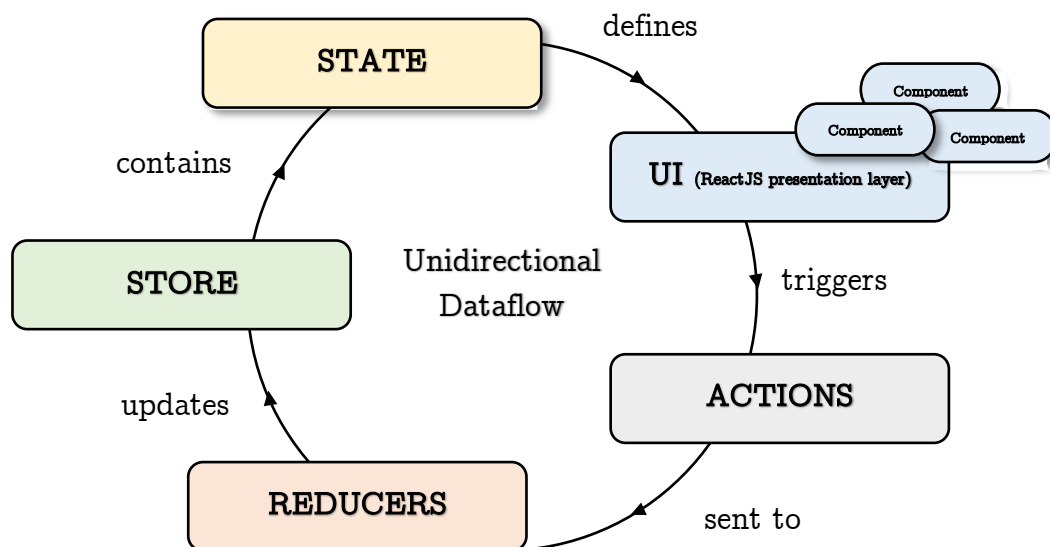 defines
STATE
Component
Component
Component
contains
UI (ReactJS presentation layer)
Unidirectional
Dataflow
STORE
triggers
ACTIONS
updates
REDUCERS
sent to